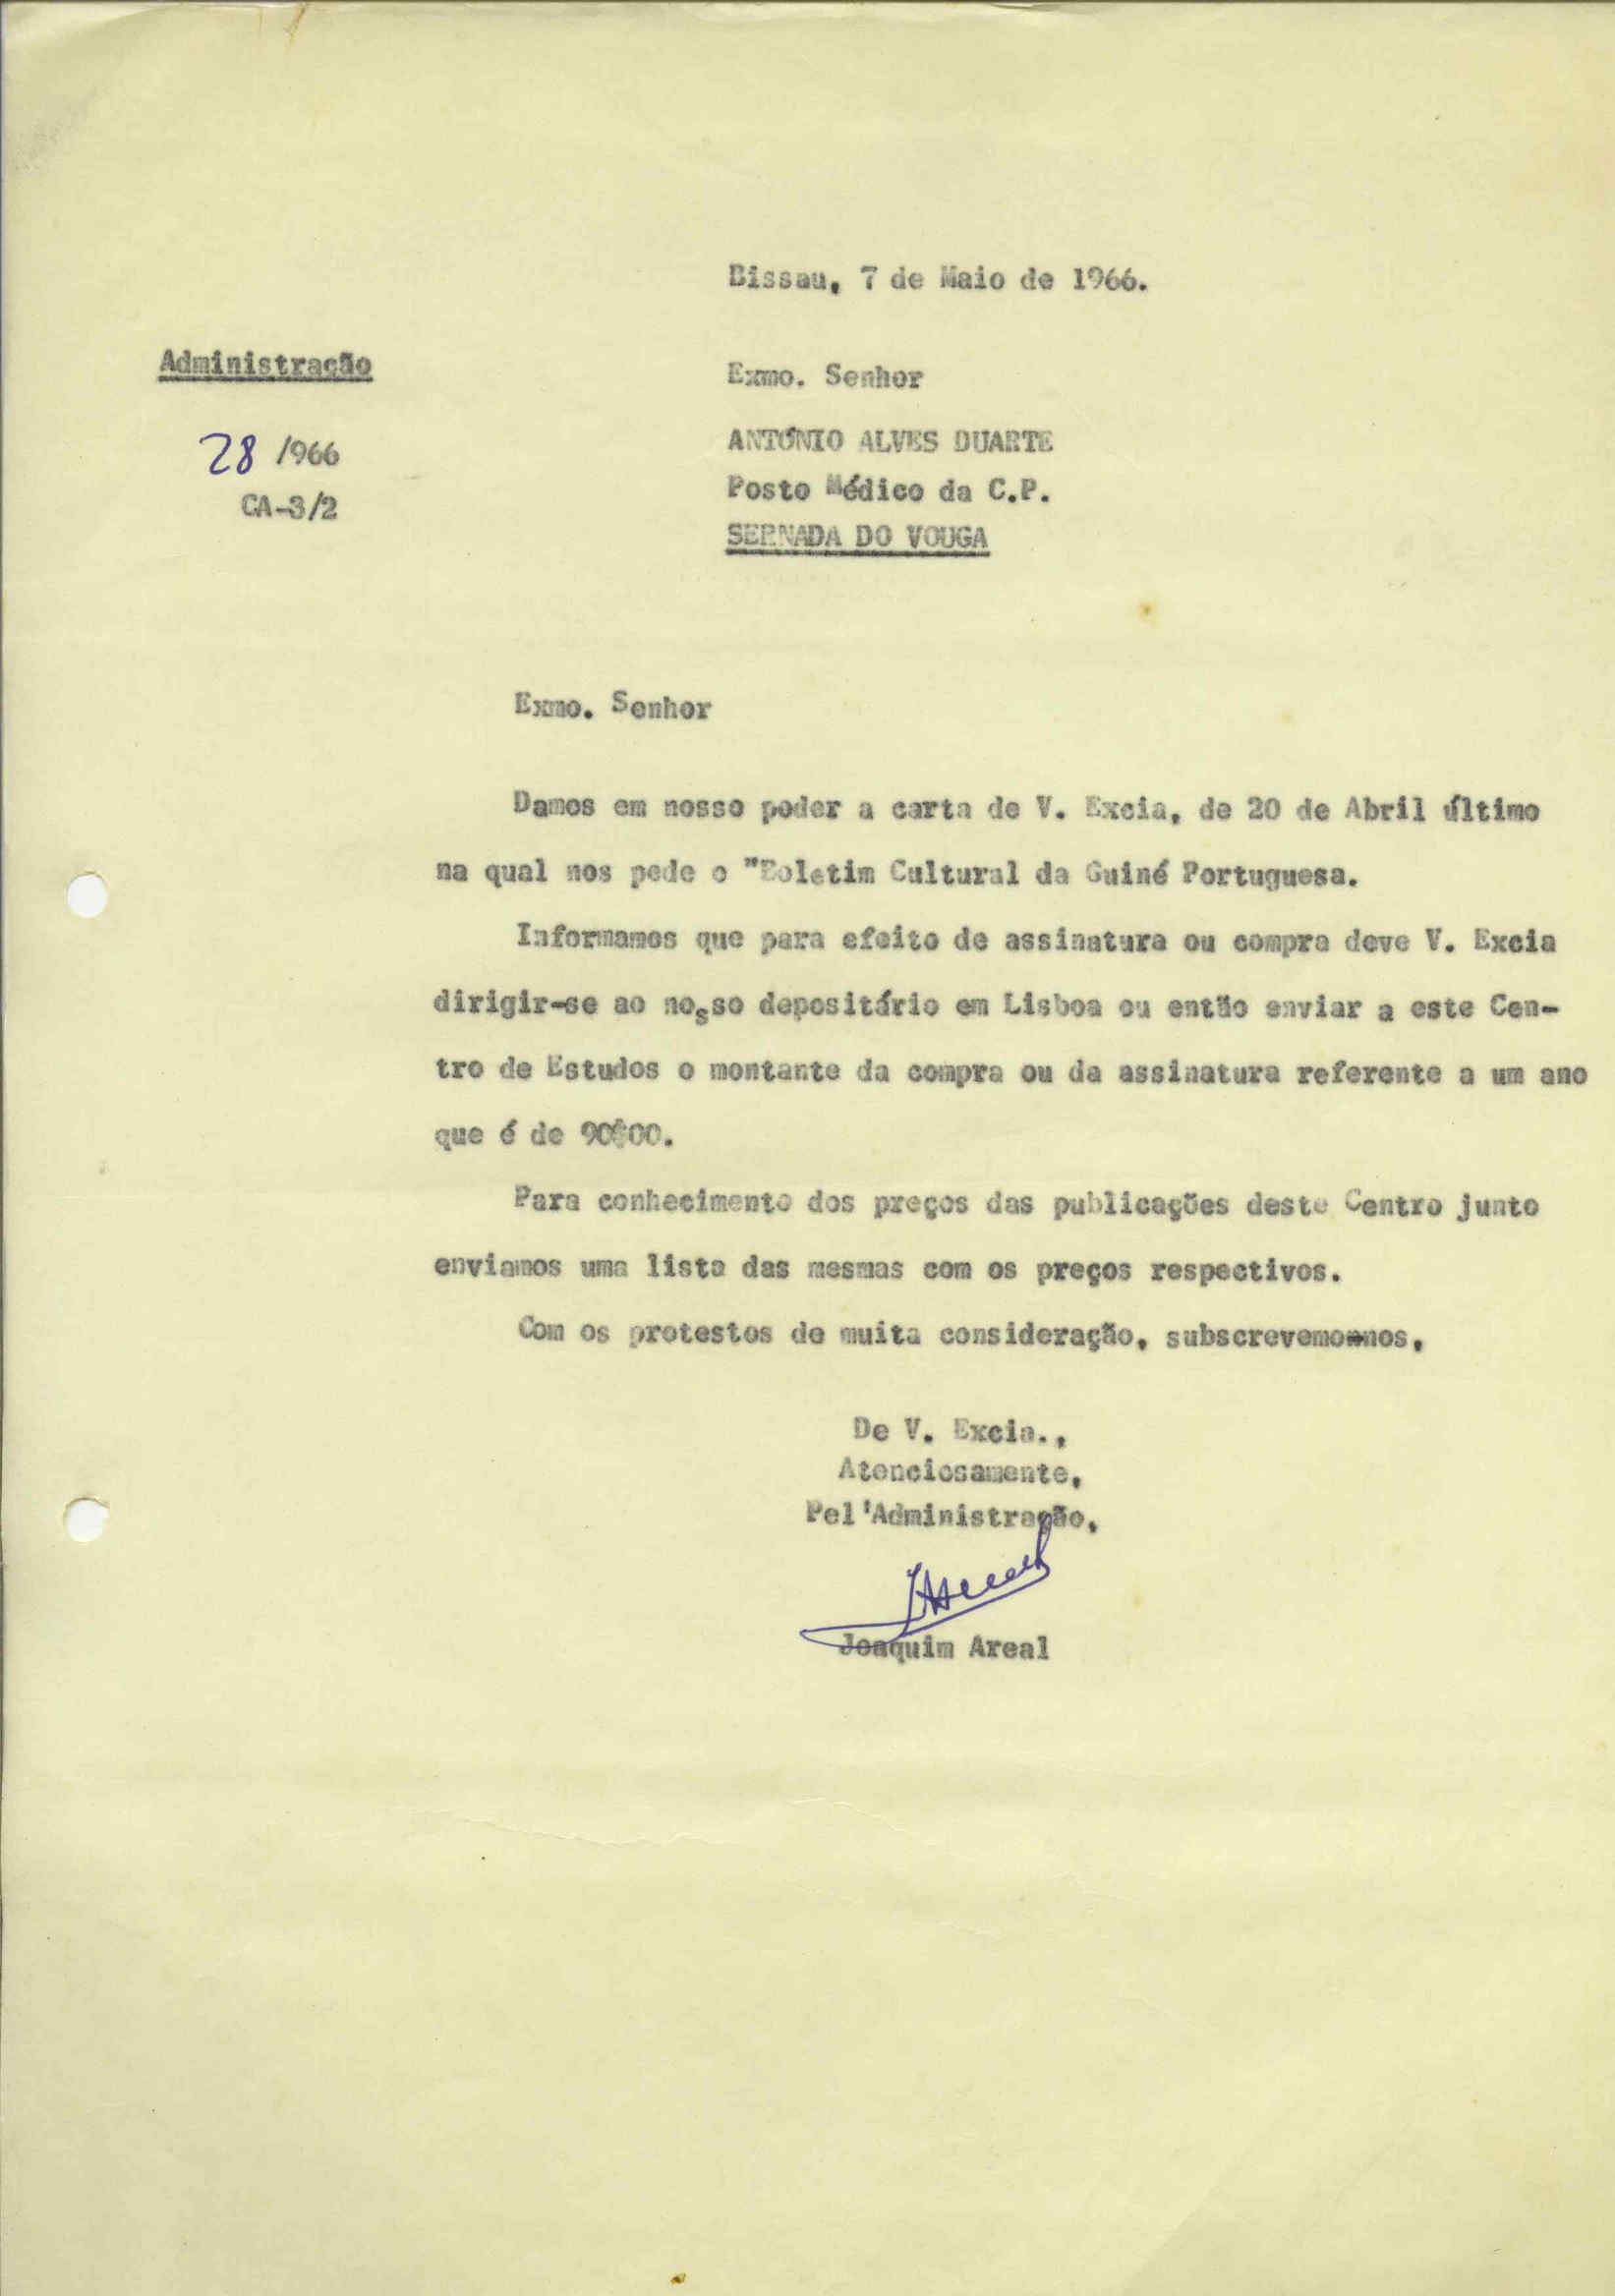 Bissau, 7 de Maio de 1966.
Administração
28 /966
CA-3/2
Exmo. Senhor
ANTÓNIO ALVES DUARTE
Posto Médico da C.P.
SERNADA DO VOUGA
Exmo. Senhor
Damos em nosso poder a carta de V. Excia, de 20 de Abril último
na qual nos pede o "Boletim Cultural da Guiné Portuguesa.
Informamos que para efeito de assinatura ou compra deve V. Excia
dirigir-se ao nosso depositário em Lisboa ou então enviar a este Cen-
tro de Estudos o montante da compra ou da assinatura referente a um ano
que é de 90$00.
Para conhecimento dos preços das publicações deste Centro junto
enviamos uma lista das mesmas com os preços respectivos.
Com os protestos de muita consideração, subscrevemo-nos,
De V. Excia.,
Atenciosamente,
Pel'Administração,
JAreal
Joaquim Areal